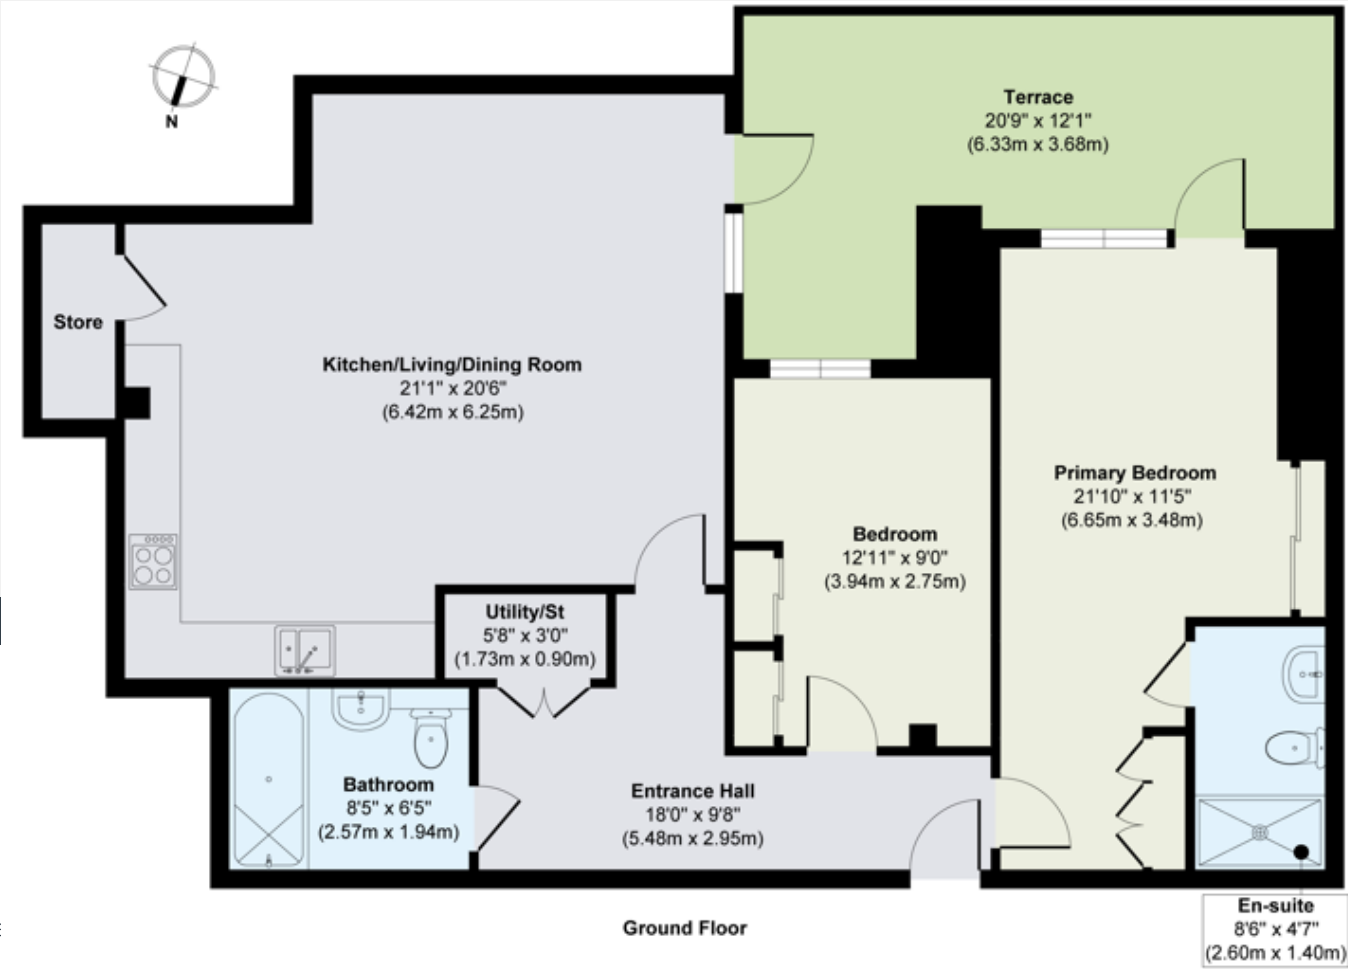 N
Terrace
20'9" x 12'1"
(6.33m x 3.68m)
Store
Kitchen/Living/Dining Room
21'1" x 20'6"
(6.42m x 6.25m)
Primary Bedroom
21'10" x 11'5"
(6.65m x 3.48m)
Bedroom
12'11" x 9'0"
(3.94m x 2.75m)
Utility/St
5'8" x 3'0"
(1.73m x 0.90m)
Bathroom
8'5" x 6'5"
(2.57m x 1.94m)
Entrance Hall
18'0" x 9'8"
(5.48m x 2.95m)
En-suite
8'6" x 4'7"
(2.60m x 1.40m)
Ground Floor